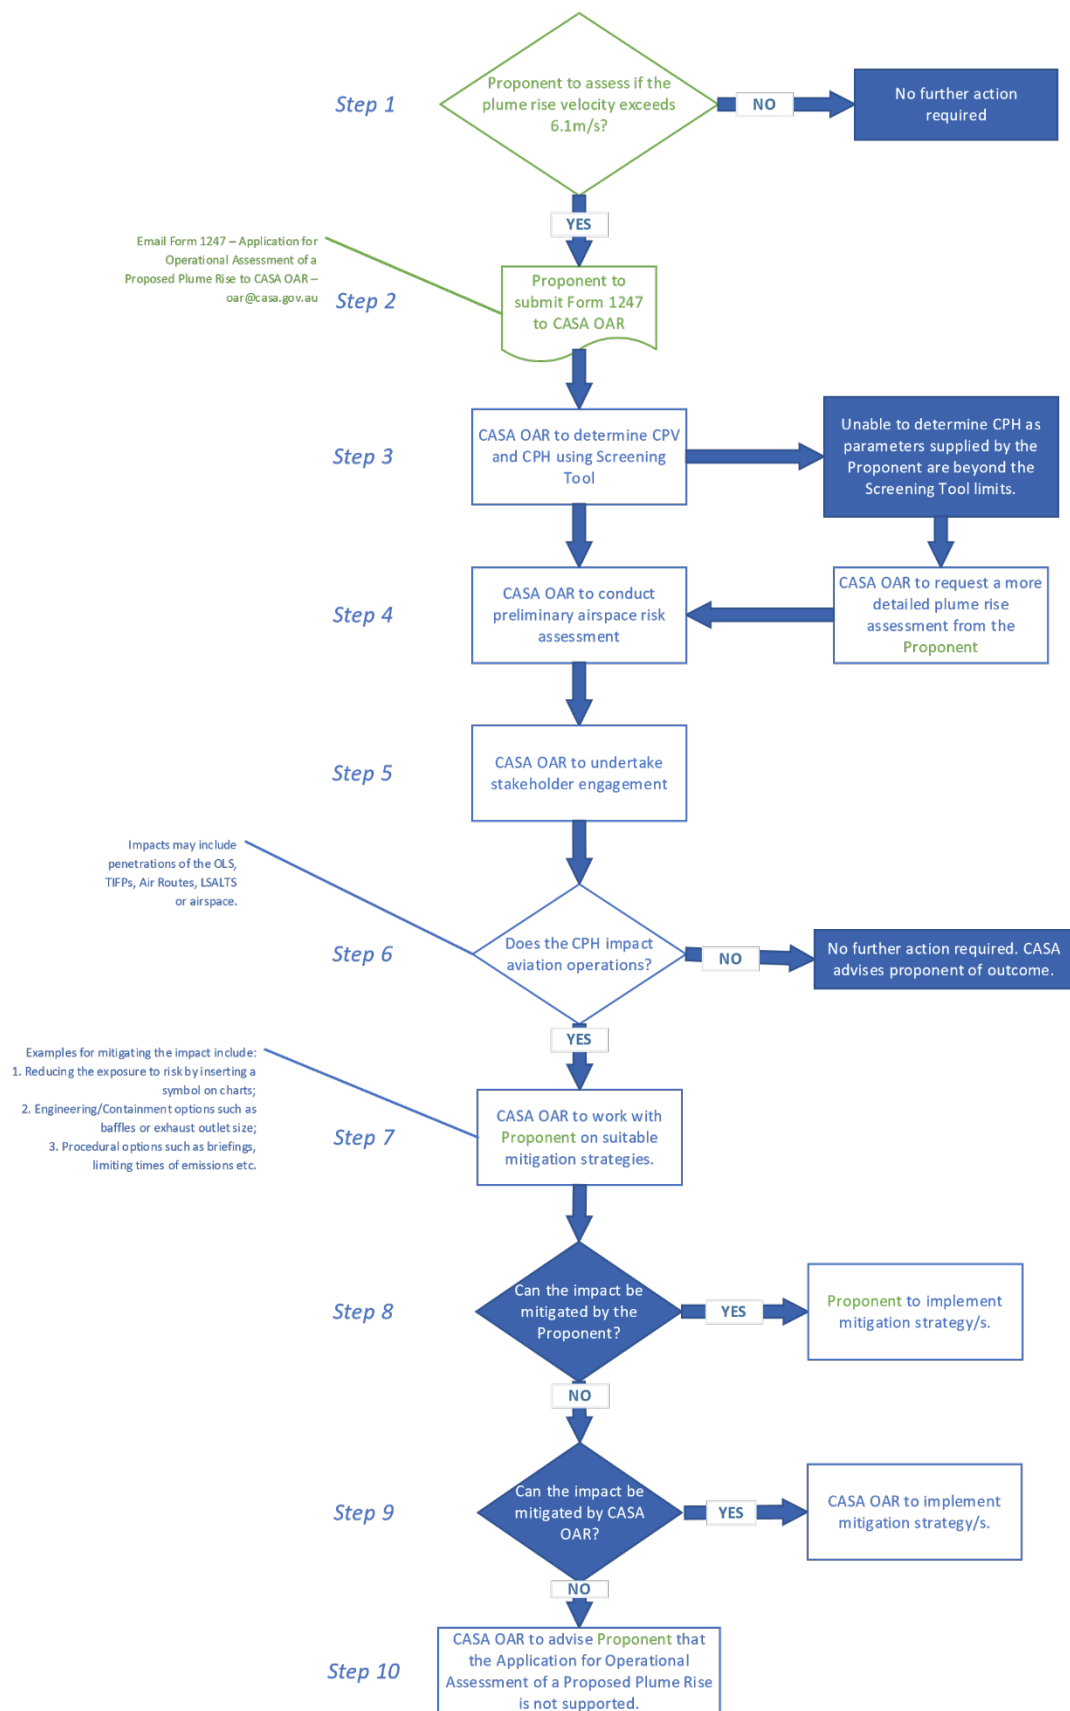 Step 1
Proponent to assess if the
plume rise velocity exceeds
6.1m/s?
NO
No further action
required
YES
Email Form 1247 – Application for
Operational Assessment of a
Proposed Plume Rise to CASA OAR –
oar@casa.gov.au
Step 2
Proponent to
submit Form 1247
to CASA OAR
Step 3
CASA OAR to determine CPV
and CPH using Screening
Tool
Unable to determine CPH as
parameters supplied by the
Proponent are beyond the
Screening Tool limits.
Step 4
CASA OAR to conduct
preliminary airspace risk
assessment
CASA OAR to request a more
detailed plume rise
assessment from the
Proponent
Step 5
CASA OAR to undertake
stakeholder engagement
Impacts may include
penetrations of the OLS,
TIFPs, Air Routes, LSALTS
or airspace.
Step 6
Does the CPH impact
aviation operations?
NO
No further action required. CASA
advises proponent of outcome.
YES
Examples for mitigating the impact include:
1. Reducing the exposure to risk by inserting a
symbol on charts;
2. Engineering/Containment options such as
baffles or exhaust outlet size;
3. Procedural options such as briefings,
limiting times of emissions etc.
Step 7
CASA OAR to work with
Proponent on suitable
mitigation strategies.
Step 8
Can the impact be
mitigated by the
Proponent?
YES
Proponent to implement
mitigation strategy/s.
NO
Step 9
Can the impact be
mitigated by CASA
OAR?
YES
CASA OAR to implement
mitigation strategy/s.
NO
Step 10
CASA OAR to advise Proponent that
the Application for Operational
Assessment of a Proposed Plume Rise
is not supported.